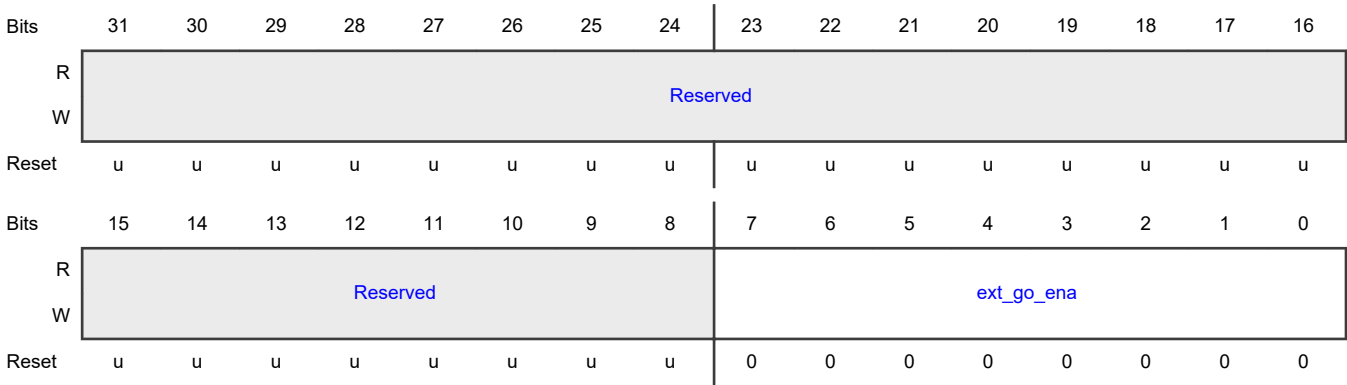 Bits 31 30 29 28 27 26 25 24 23 22 21 20 19 18 17 16
R
Reserved
W
Reset u u u u u u u u u u u u u u u u
Bits 15 14 13 12 11 10 9 8 7 6 5 4 3 2 1 0
R
Reserved ext_go_ena
W
Reset u u u u u u u u 0 0 0 0 0 0 0 0